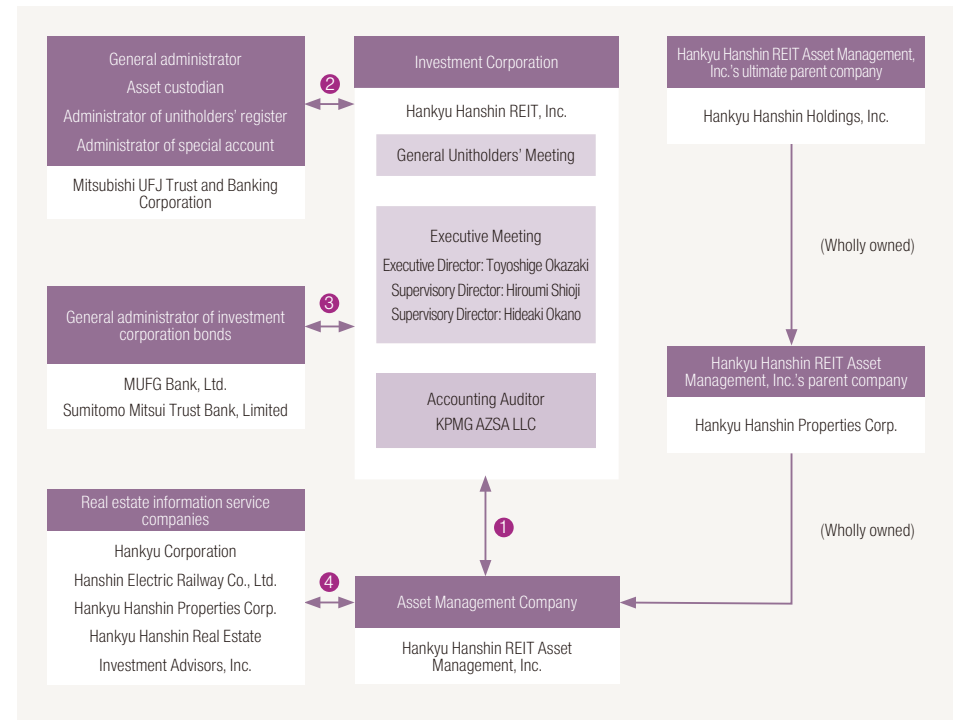 General administrator
Asset custodian
Administrator of unitholders' register
Administrator of special account
Mitsubishi UFJ Trust and Banking
Corporation
2
Investment Corporation
Hankyu Hanshin REIT, Inc.
General Unitholders' Meeting
Executive Meeting
Executive Director: Toyoshige Okazaki
Supervisory Director: Hiroumi Shioji
Supervisory Director: Hideaki Okano
Accounting Auditor
KPMG AZSA LLC
Hankyu Hanshin REIT Asset Management,
Inc.'s ultimate parent company
Hankyu Hanshin Holdings, Inc.
(Wholly owned)
3
General administrator of investment
corporation bonds
MUFG Bank, Ltd.
Sumitomo Mitsui Trust Bank, Limited
Hankyu Hanshin REIT Asset
Management, Inc.'s parent company
Hankyu Hanshin Properties Corp.
(Wholly owned)
1
Real estate information service
companies
Hankyu Corporation
Hanshin Electric Railway Co., Ltd.
Hankyu Hanshin Properties Corp.
Hankyu Hanshin Real Estate
Investment Advisors, Inc.
4
Asset Management Company
Hankyu Hanshin REIT Asset
Management, Inc.